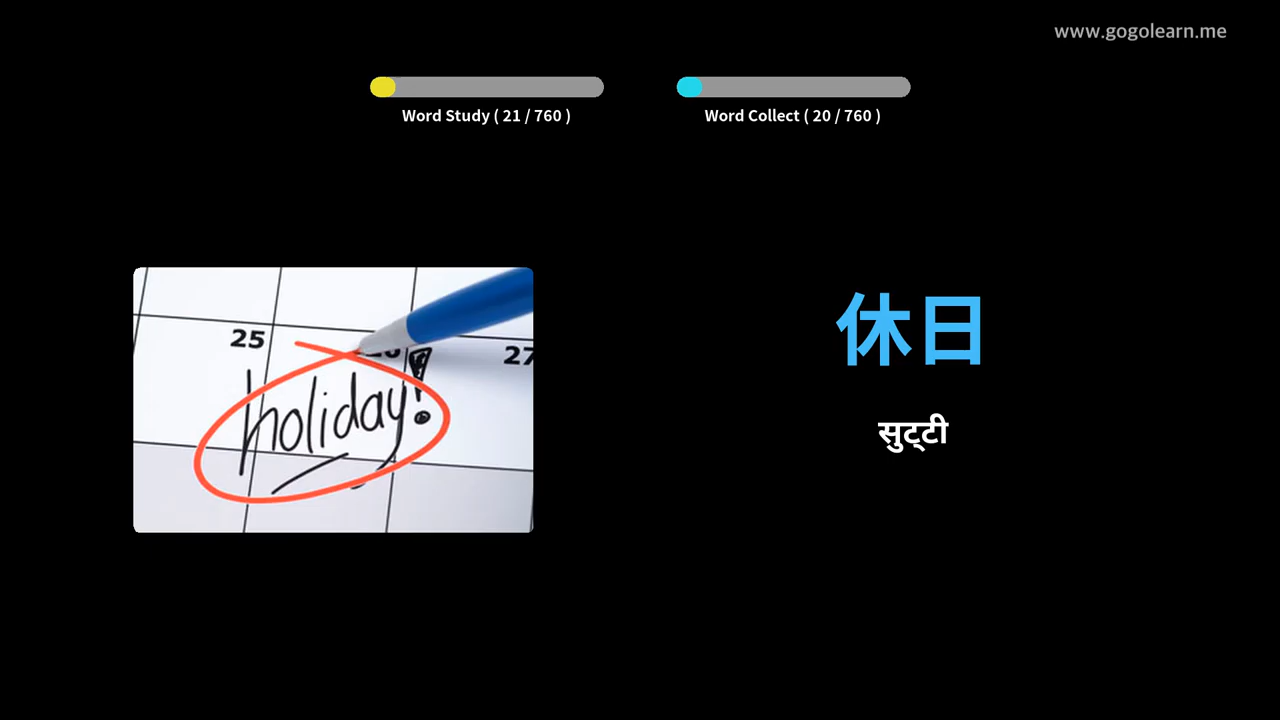 www.gogolearn.me
Word Study ( 21 / 760 )
Word Collect ( 20 / 760 )
25
27
holiday!
休日
सुट्टी